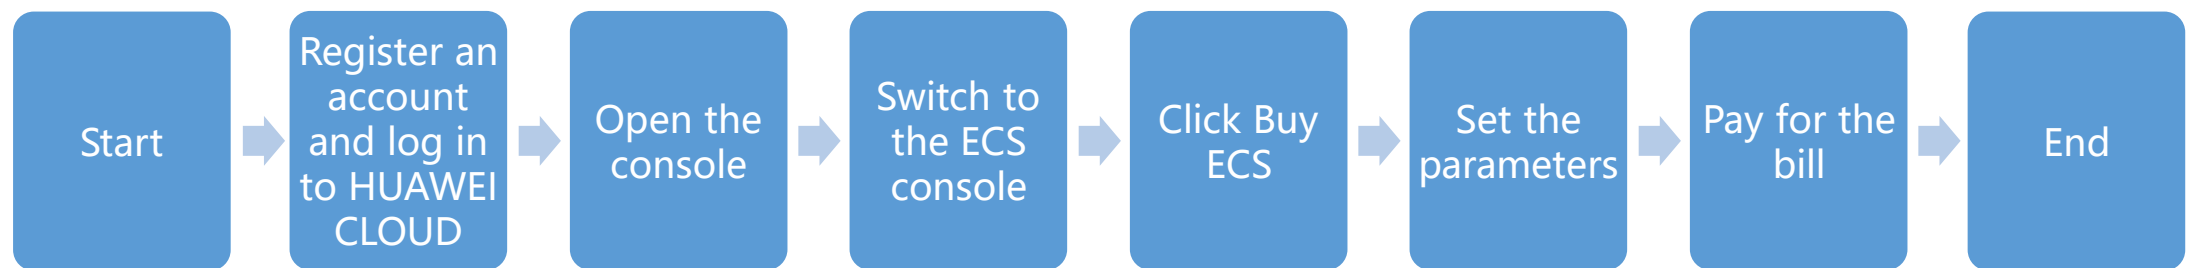 Start
Register an
account
and log in
to HUAWEI
CLOUD
Open the
console
Switch to
the ECS
console
Click Buy
ECS
Set the
parameters
Pay for the
bill
End